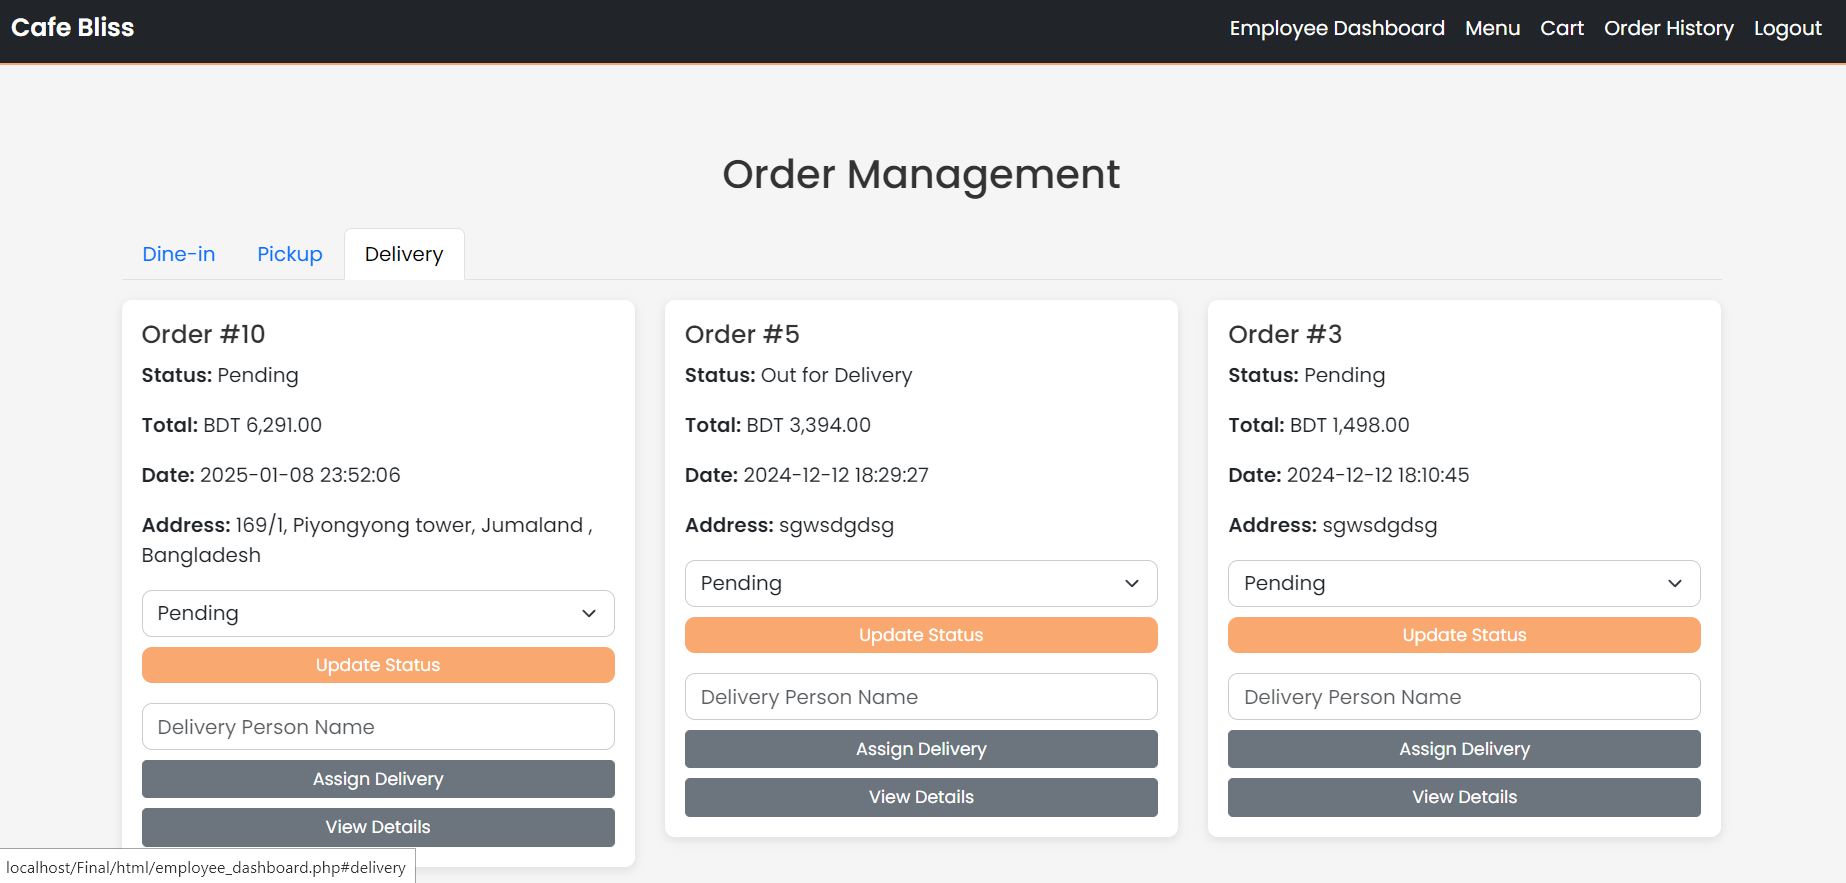 Cafe Bliss
Employee Dashboard Menu Cart Order History Logout
Order Management
Dine-in Pickup Delivery
Order #10
Status: Pending
Total: BDT 6,291.00
Date: 2025-01-08 23:52:06
Address: 169/1, Piyongyong tower, Jumaland ,
Bangladesh
Pending
Update Status
Delivery Person Name
Assign Delivery
View Details
Order #5
Status: Out for Delivery
Total: BDT 3,394.00
Date: 2024-12-12 18:29:27
Address: sgwsdgdsg
Pending
Update Status
Delivery Person Name
Assign Delivery
View Details
Order #3
Status: Pending
Total: BDT 1,498.00
Date: 2024-12-12 18:10:45
Address: sgwsdgdsg
Pending
Update Status
Delivery Person Name
Assign Delivery
View Details
localhost/Final/html/employee_dashboard.php#delivery